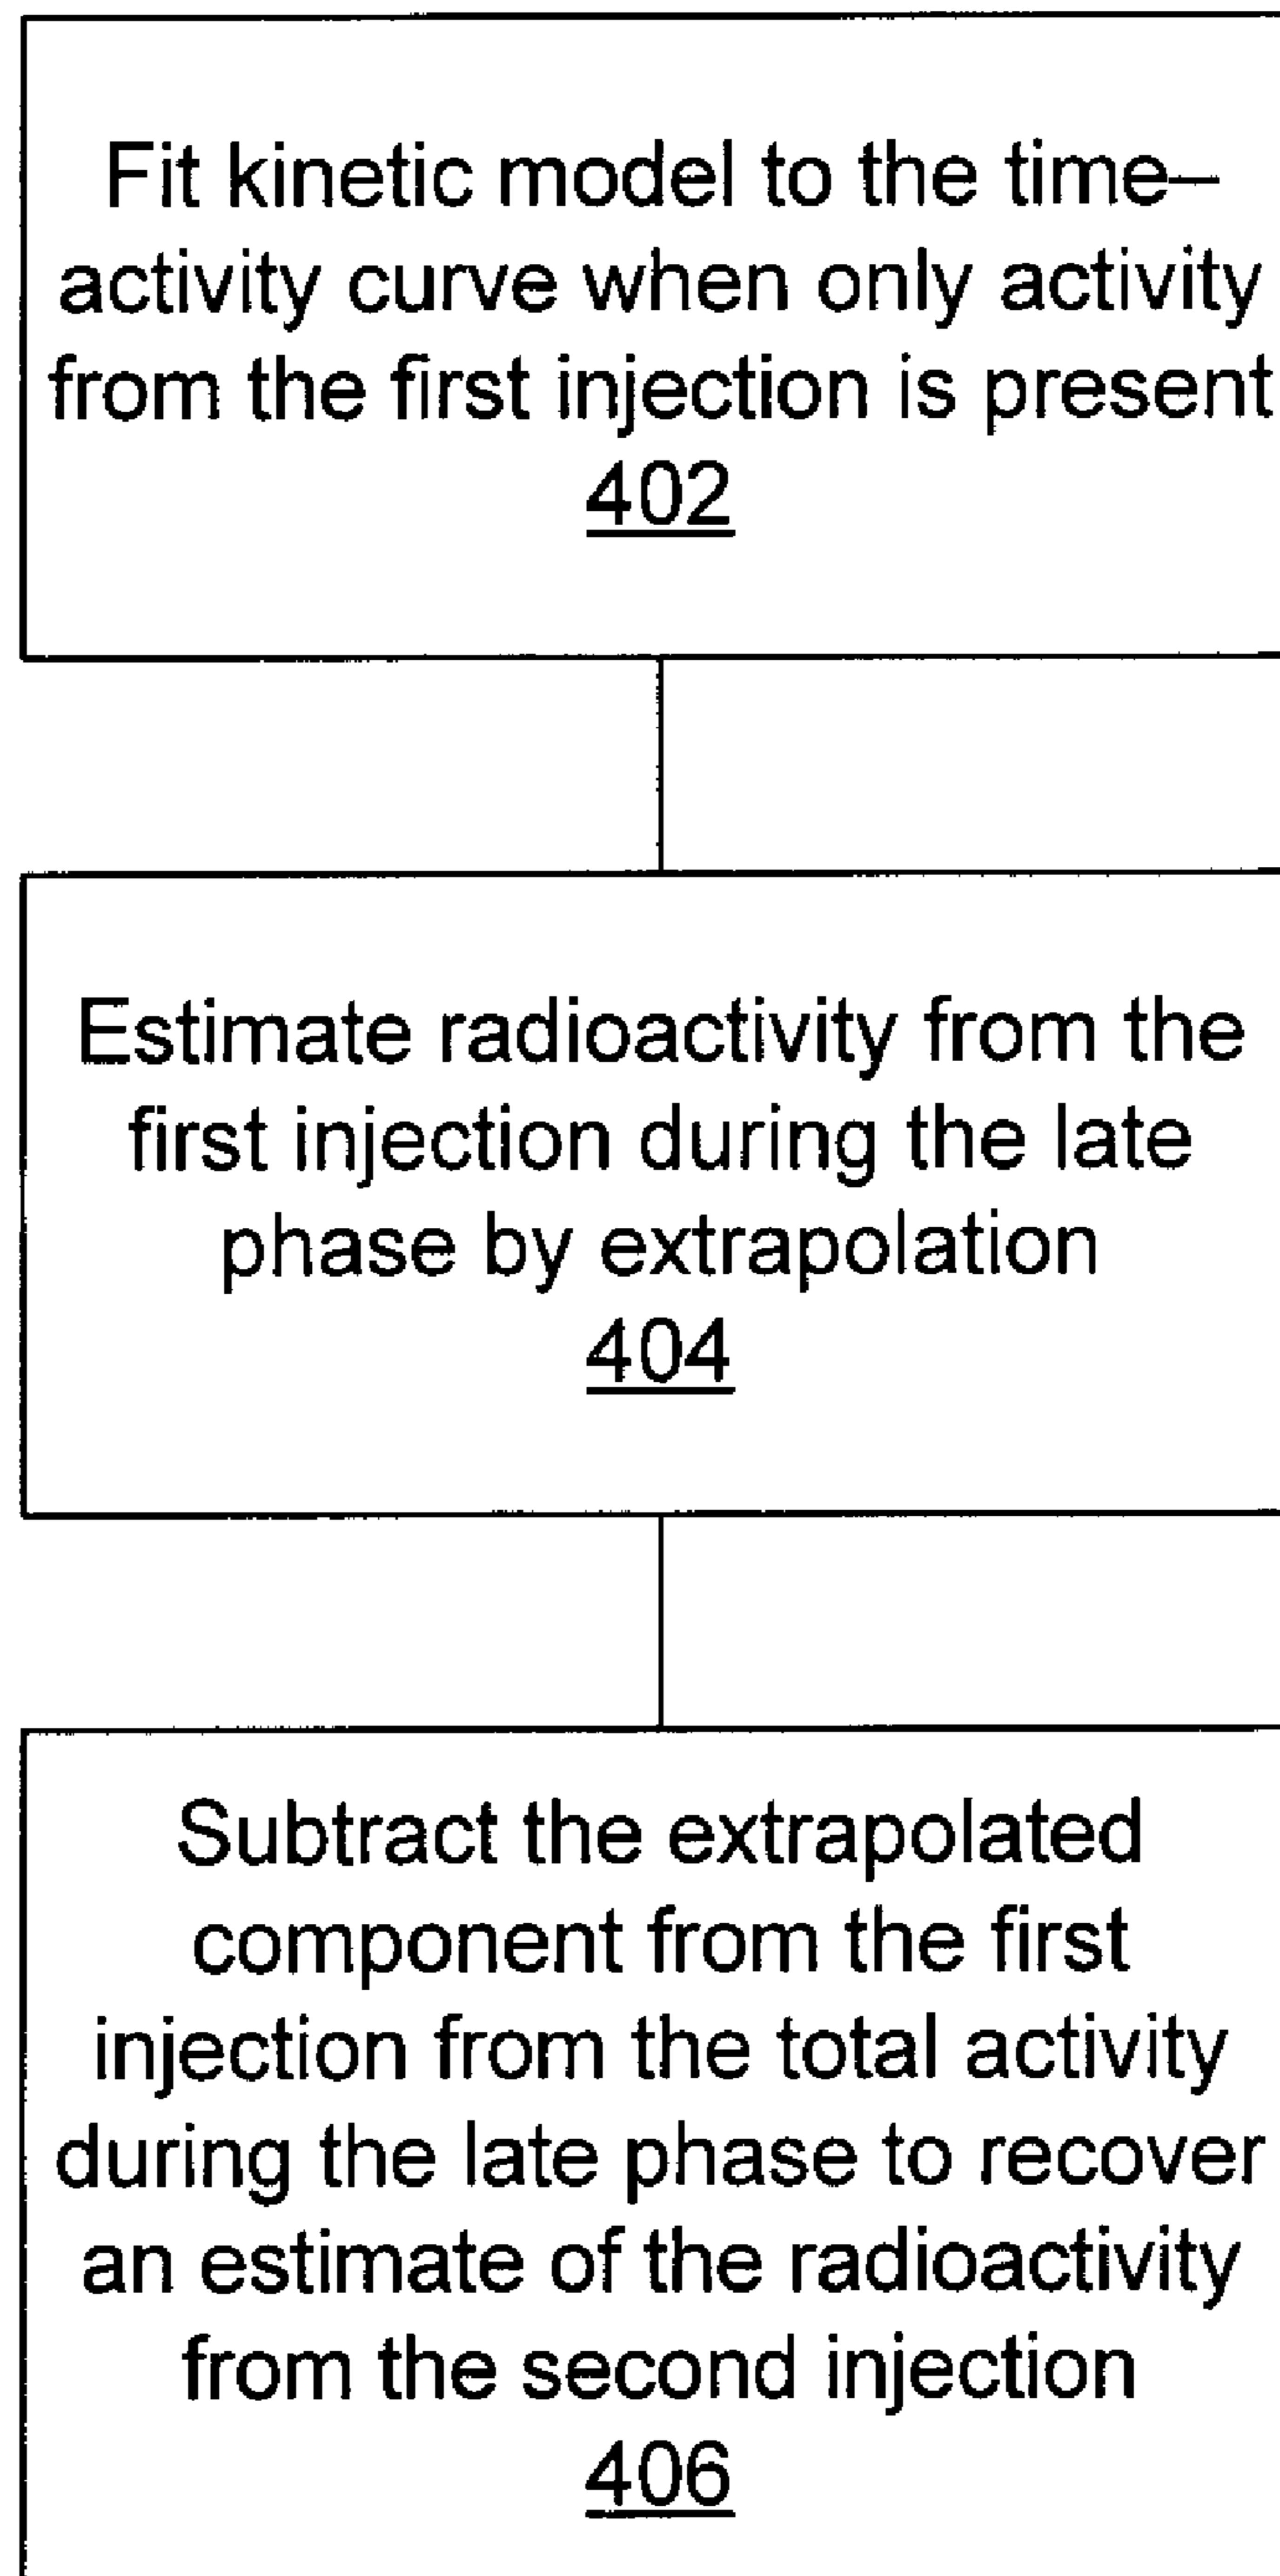 Fit kinetic model to the time–
activity curve when only activity
from the first injection is present
402
Estimate radioactivity from the
first injection during the late
phase by extrapolation
404
Subtract the extrapolated
component from the first
injection from the total activity
during the late phase to recover
an estimate of the radioactivity
from the second injection
406